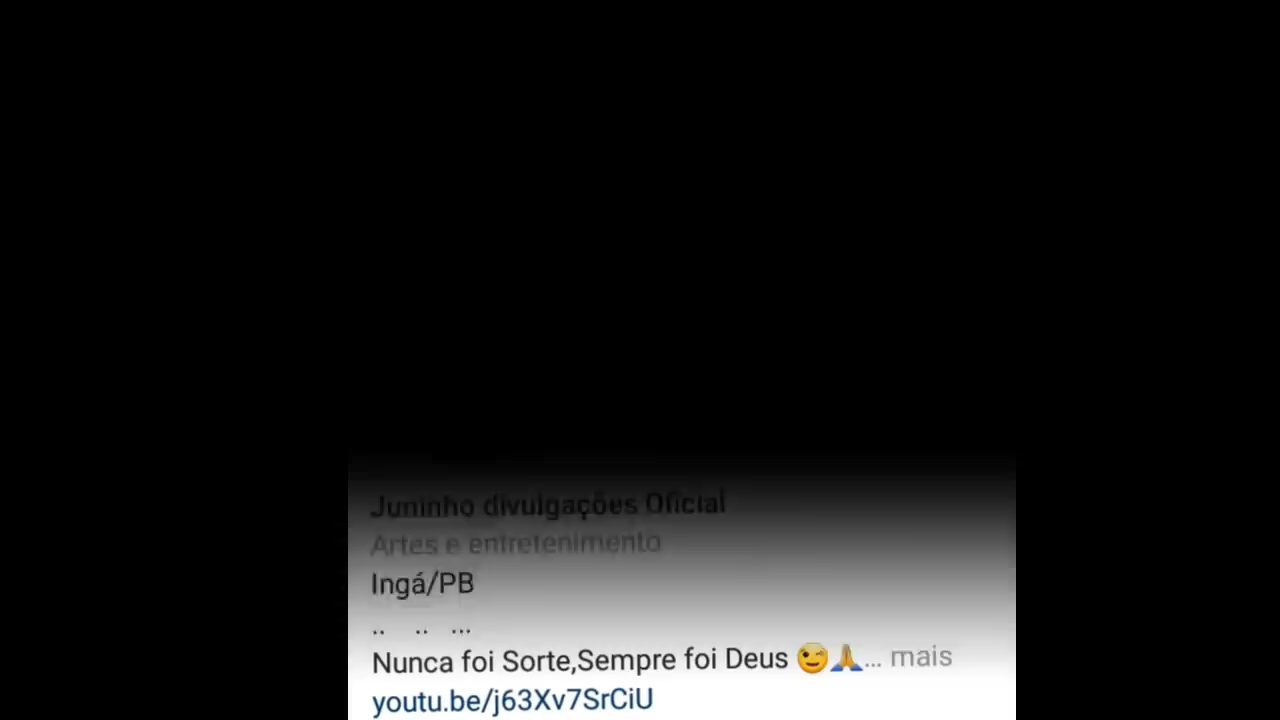 Juninho divulgações Oficial
Artes e entretenimento
Ingá/PB
.. .. ...
Nunca foi Sorte,Sempre foi Deus 😉🙏... mais
youtu.be/j63Xv7SrCiU